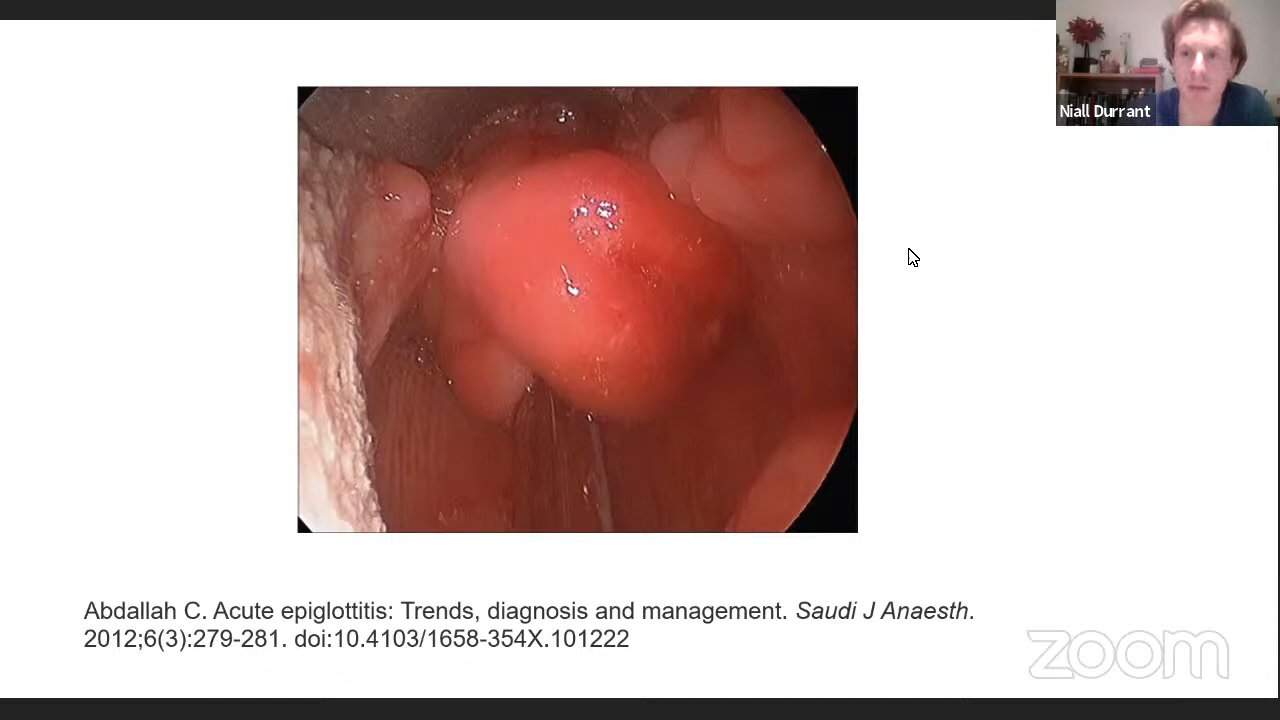 Niall Durrant
Abdallah C. Acute epiglottitis: Trends, diagnosis and management. Saudi J Anaesth.
2012;6(3):279-281. doi:10.4103/1658-354X.101222
zoom